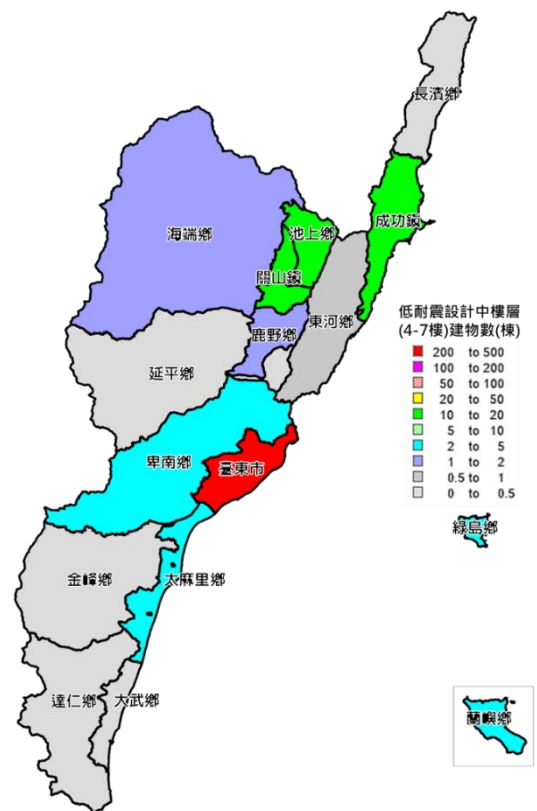 長濱鄉
成功鎮
池上鄉
海端鄉
關山鎮
東河鄉
鹿野鄉
延平鄉
卑南鄉
臺東市
金峰鄉
太麻里鄉
達仁鄉
大武鄉
低耐震設計中樓層
(4-7樓)建物數(棟)
200 to 500
100 to 200
50 to 100
20 to 50
10 to 20
5 to 10
2 to 5
1 to 2
0.5 to 1
0 to 0.5
綠島鄉
蘭嶼鄉